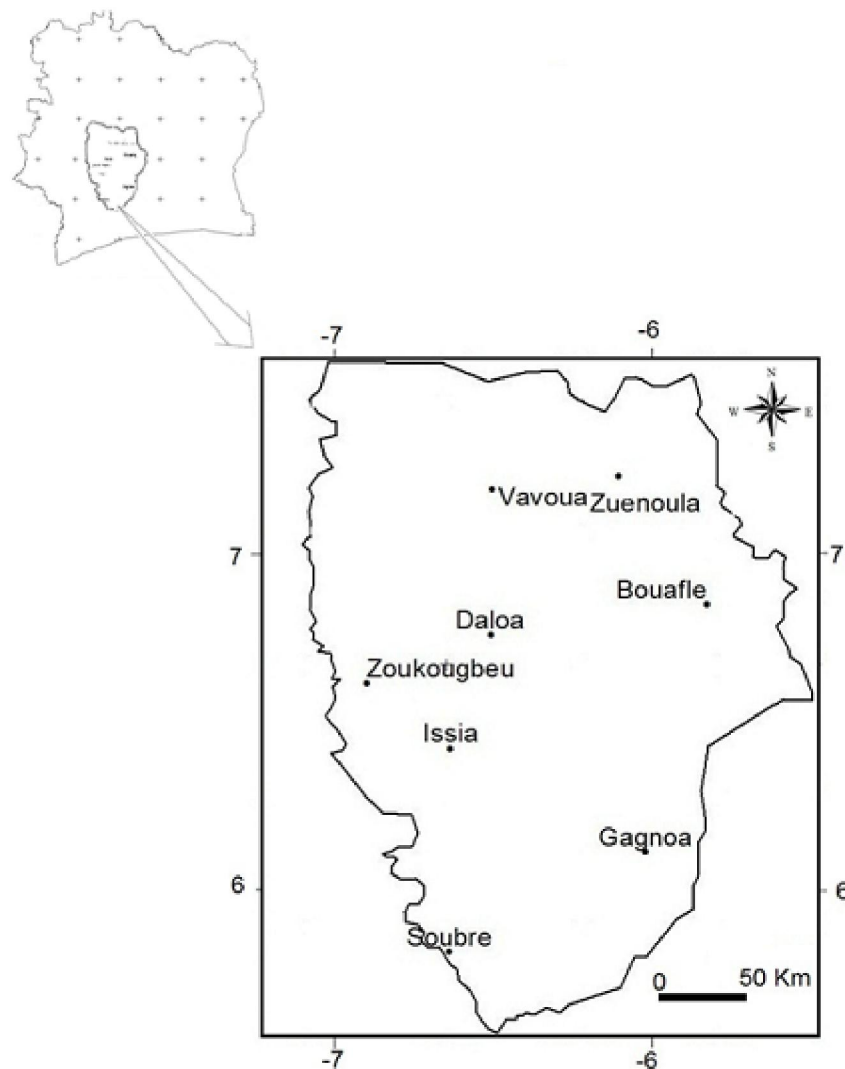 -7 -6
N
W E
S
Vavoua
Zuenoula
7 7
Bouafle
Daloa
Zoukougbeu
Issia
Gagnoa
6 6
Soubre
0 50 Km
-7 -6